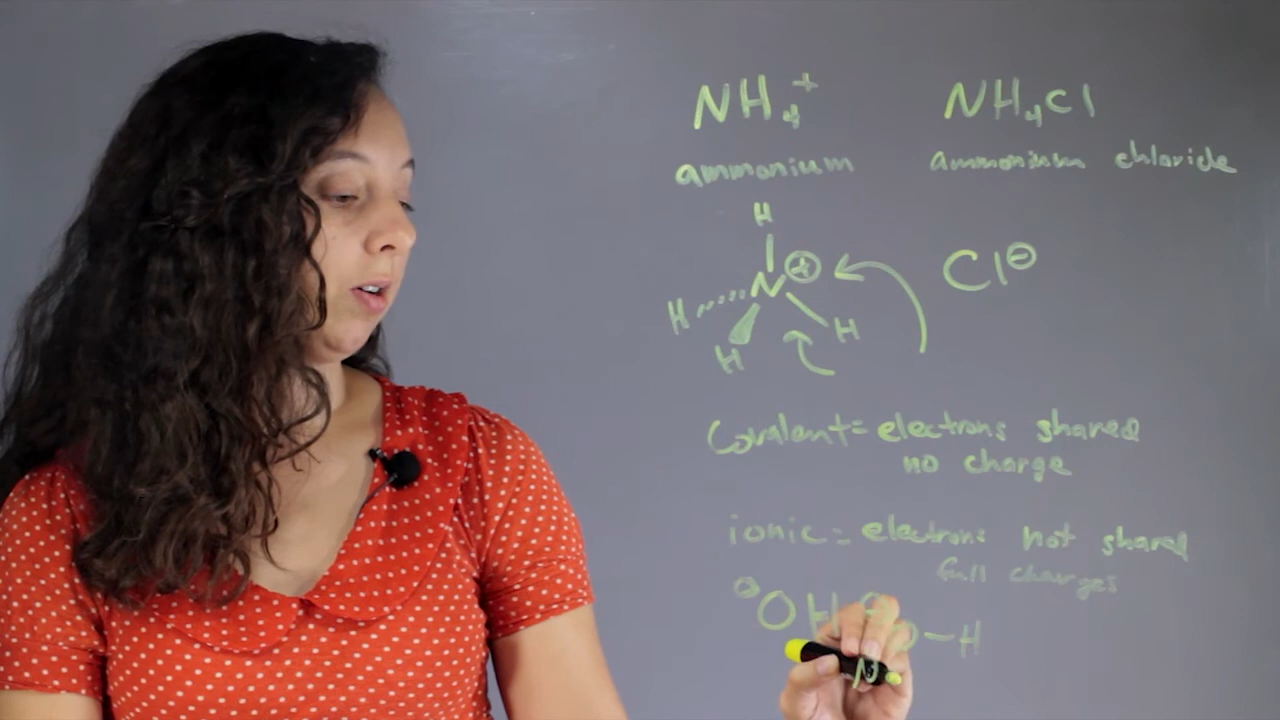 NH₄⁺ NH₄Cl
ammonium ammonium chloride
H
N ⊕ Cl⊖
H H
H
Covalent = electrons shared
no charge
ionic = electrons not shared
full charges
⊖OH O—H
N